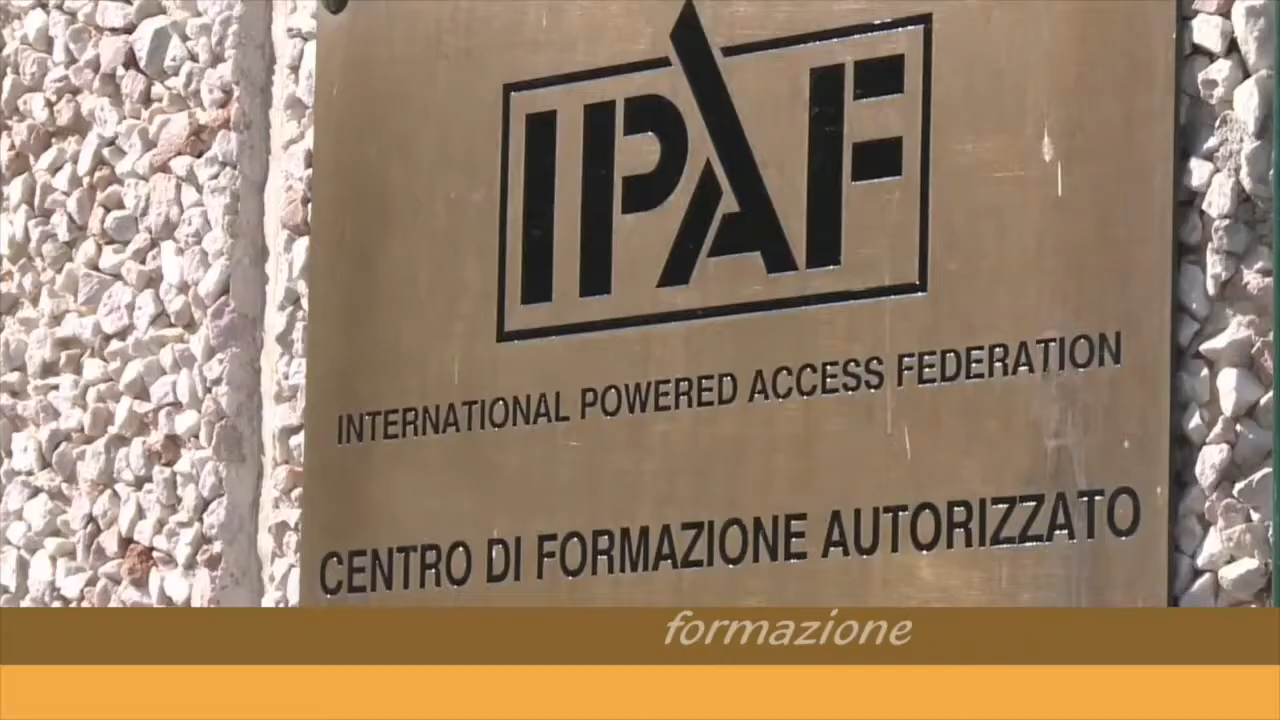 IPAF
INTERNATIONAL POWERED ACCESS FEDERATION
CENTRO DI FORMAZIONE AUTORIZZATO
formazione